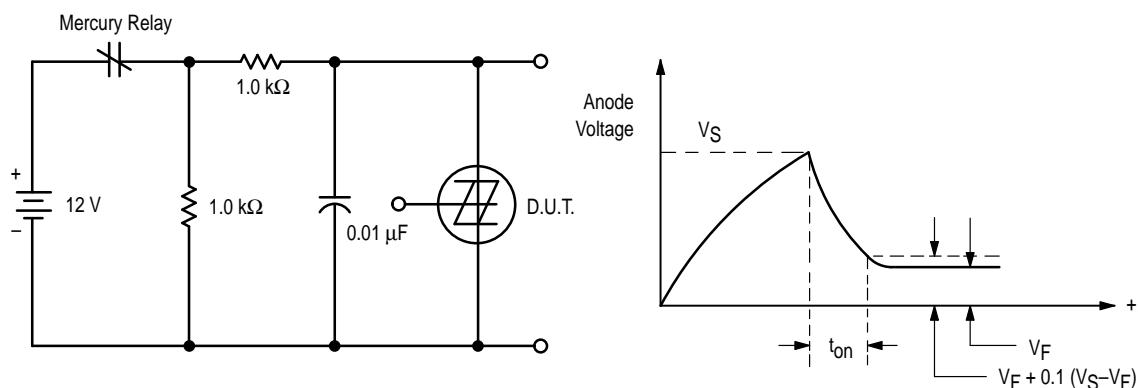 Mercury Relay
1.0 kΩ
+
12 V
–
1.0 kΩ
0.01 μF
D.U.T.
Anode
Voltage
VS
+
ton
VF
VF + 0.1 (VS–VF)